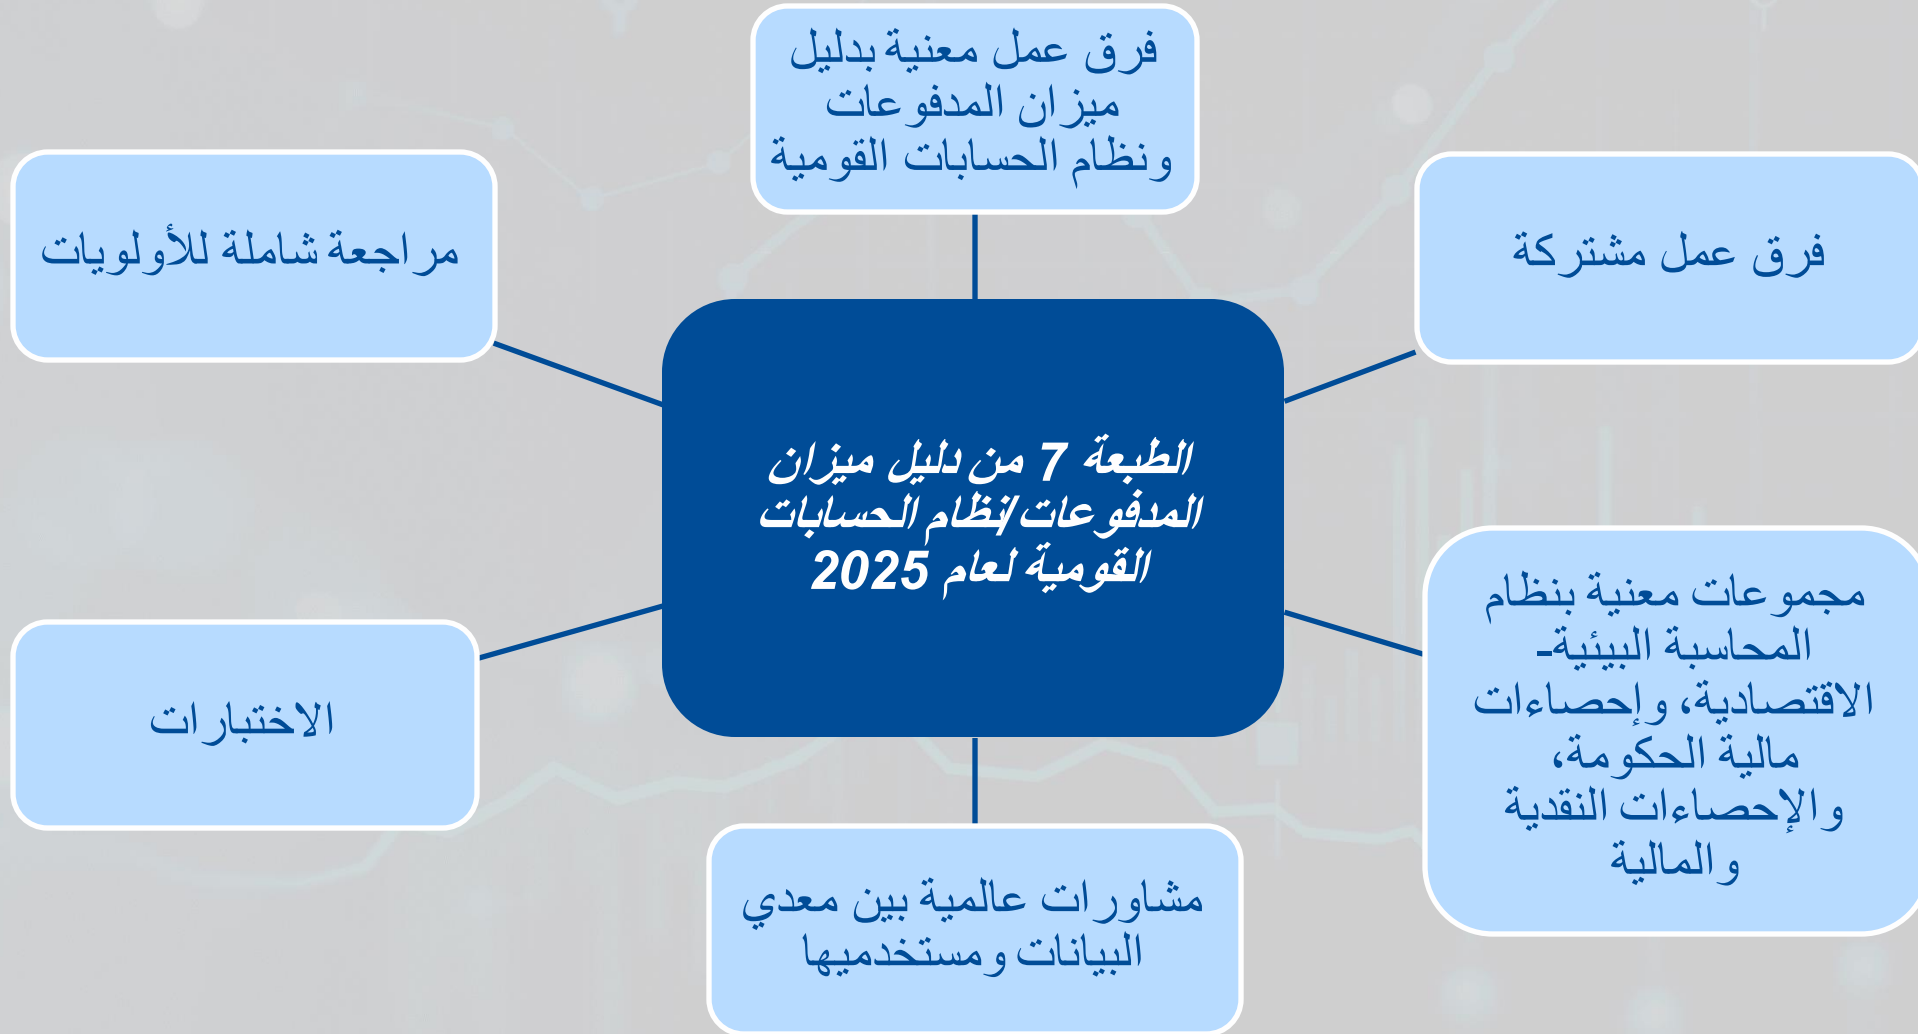 فرق عمل معنية بدليل
ميزان المدفوعات
ونظام الحسابات القومية
فرق عمل مشتركة
مراجعة شاملة للأولويات
الطبعة 7 من دليل ميزان
المدفوعات/نظام الحسابات
القومية لعام 2025
مجموعات معنية بنظام
المحاسبة البيئية-
الاقتصادية، وإحصاءات
مالية الحكومة،
والإحصاءات النقدية
والمالية
الاختبارات
مشاورات عالمية بين معدي
البيانات ومستخدميها